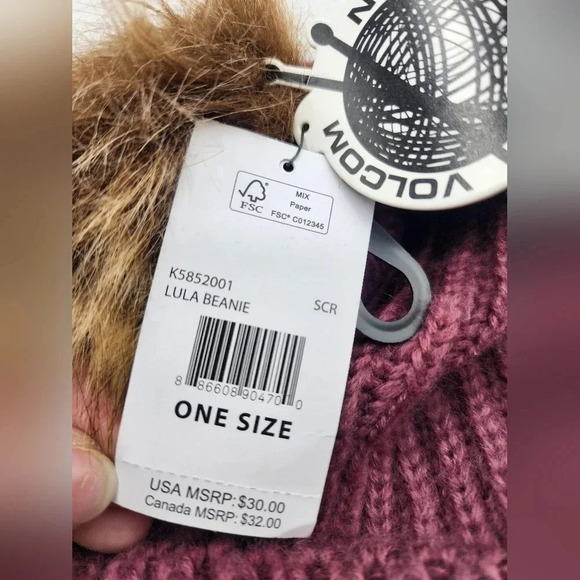 VOLCOM
FSC
MIX
Paper
FSC® C012345
K5852001
LULA BEANIE SCR
8 86608 90470 0
ONE SIZE
USA MSRP: $30.00
Canada MSRP: $32.00